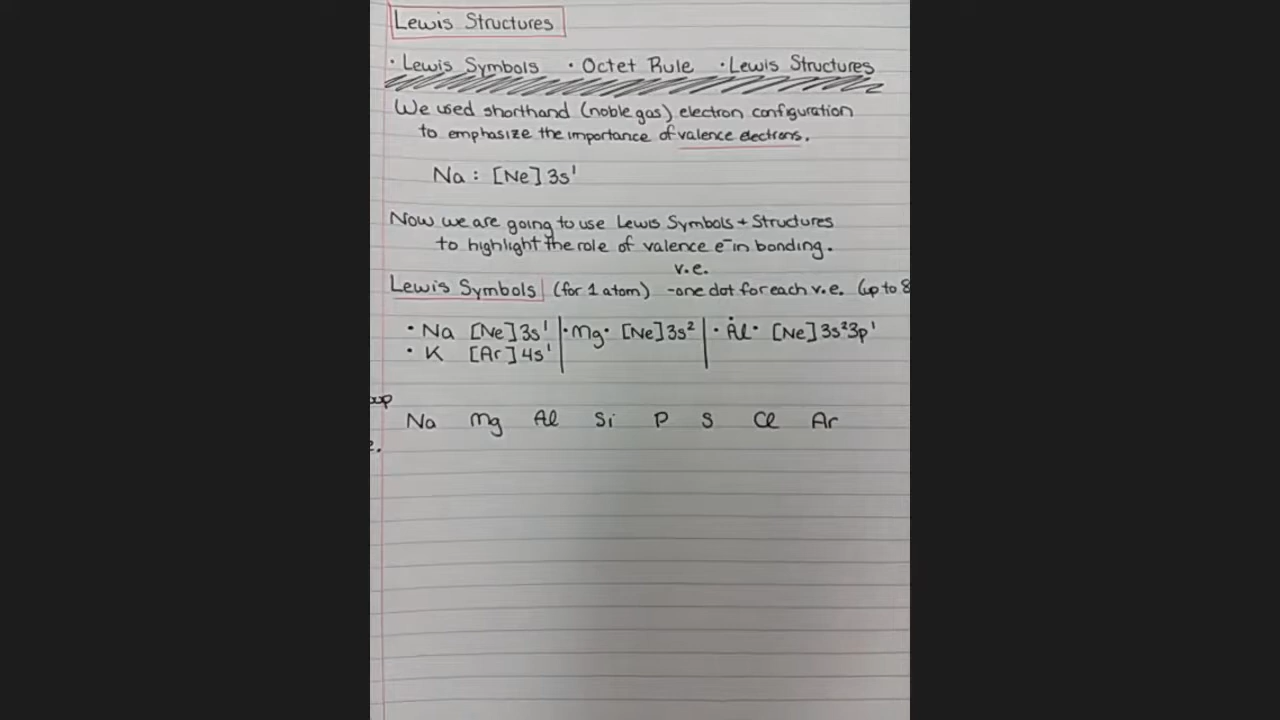 Lewis Structures
· Lewis Symbols · Octet Rule · Lewis Structures
We used shorthand (noble gas) electron configuration
to emphasize the importance of valence electrons.
Na : [Ne] 3s¹
Now we are going to use Lewis Symbols + Structures
to highlight the role of valence e⁻ in bonding.
v.e.
Lewis Symbols (for 1 atom) - one dot for each v.e. (up to 8
· Na [Ne] 3s¹ | · Mg · [Ne] 3s² | · Al · [Ne] 3s²3p¹
· K [Ar] 4s¹
Na Mg Al Si P S Cl Ar